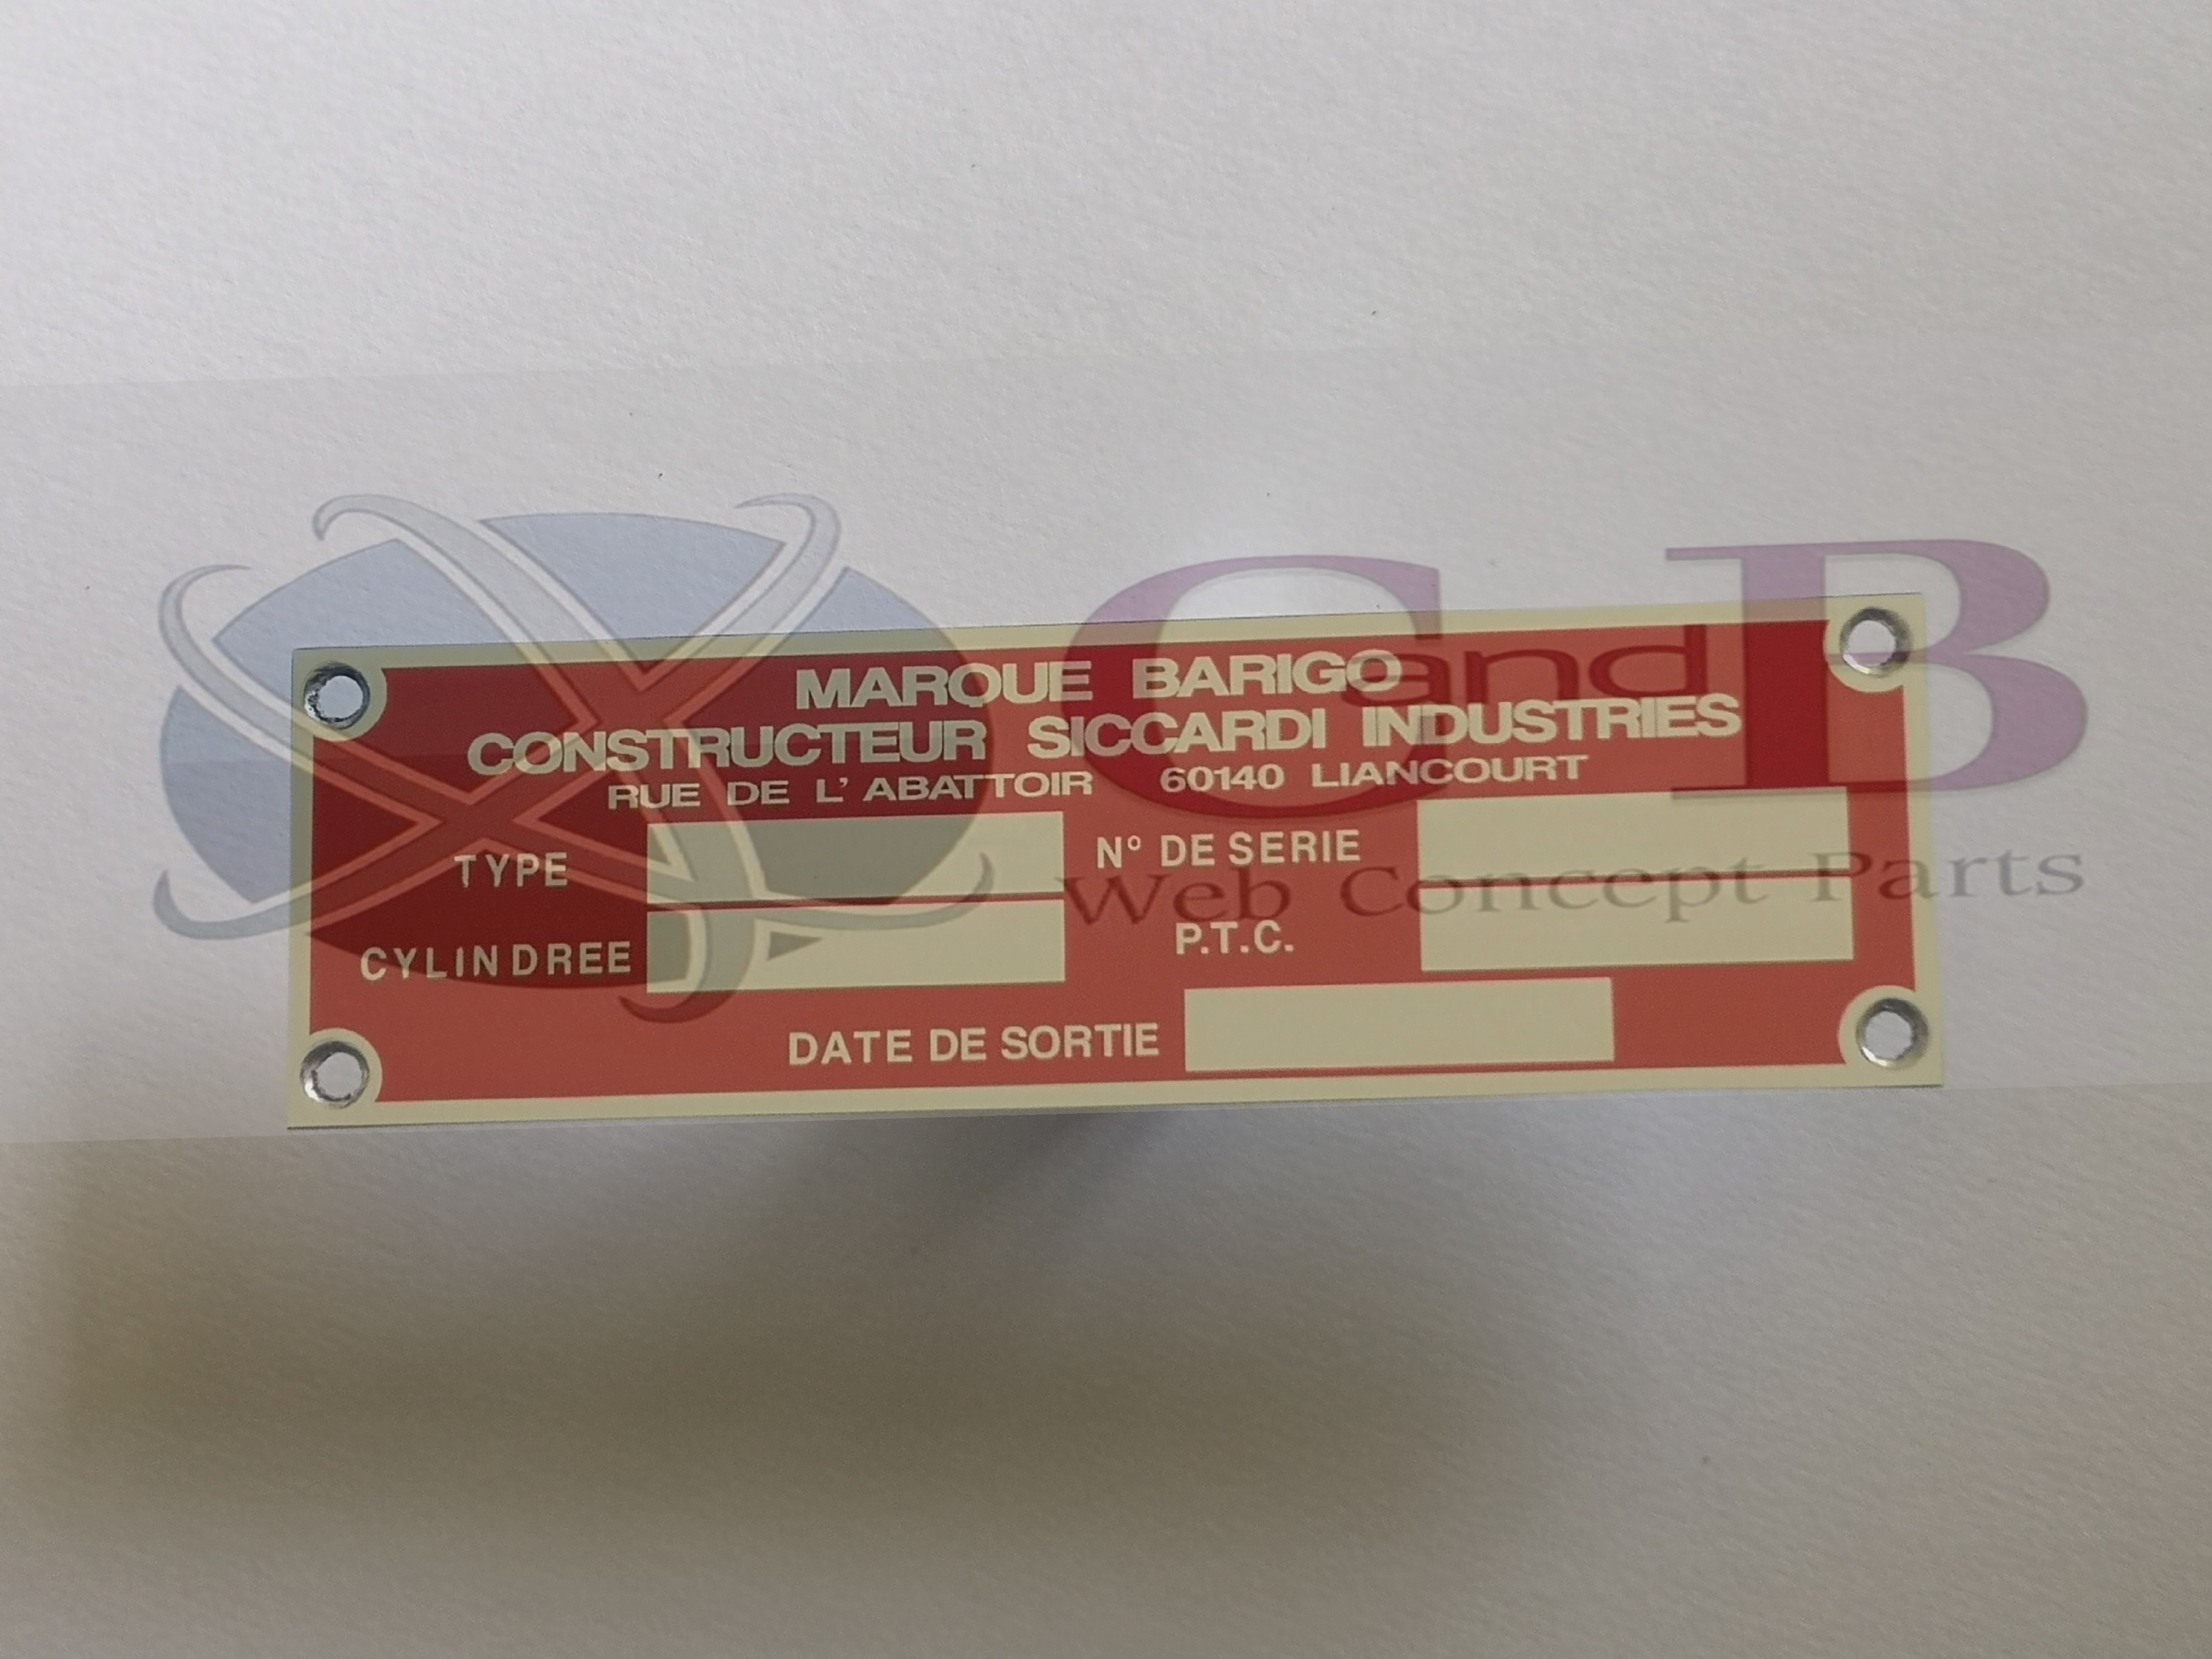 MARQUE BARIGO
CONSTRUCTEUR SICCARDI INDUSTRIES
RUE DE L' ABATTOIR 60140 LIANCOURT
TYPE
N° DE SERIE
CYLINDREE
P.T.C.
DATE DE SORTIE
C and B
Web Concept Parts